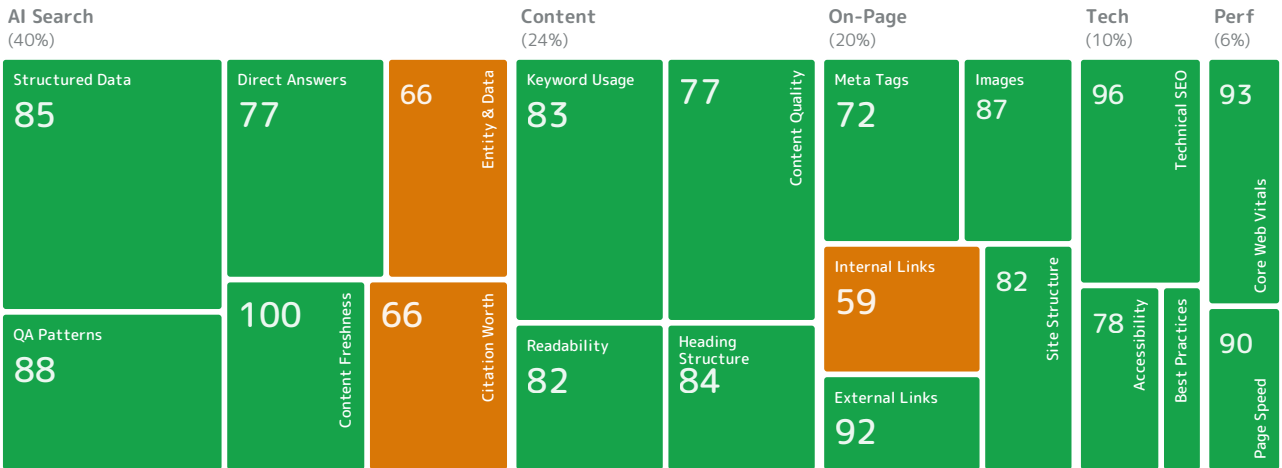 AI Search
(40%)
Content
(24%)
On-Page
(20%)
Tech
(10%)
Perf
(6%)
Structured Data
85
Direct Answers
77
66
Entity & Data
QA Patterns
88
100
Content Freshness
66
Citation Worth
Keyword Usage
83
77
Content Quality
Readability
82
Heading
Structure
84
Meta Tags
72
Images
87
Internal Links
59
82
Site Structure
External Links
92
96
Technical SEO
78
Accessibility
Best Practices
93
Core Web Vitals
90
Page Speed